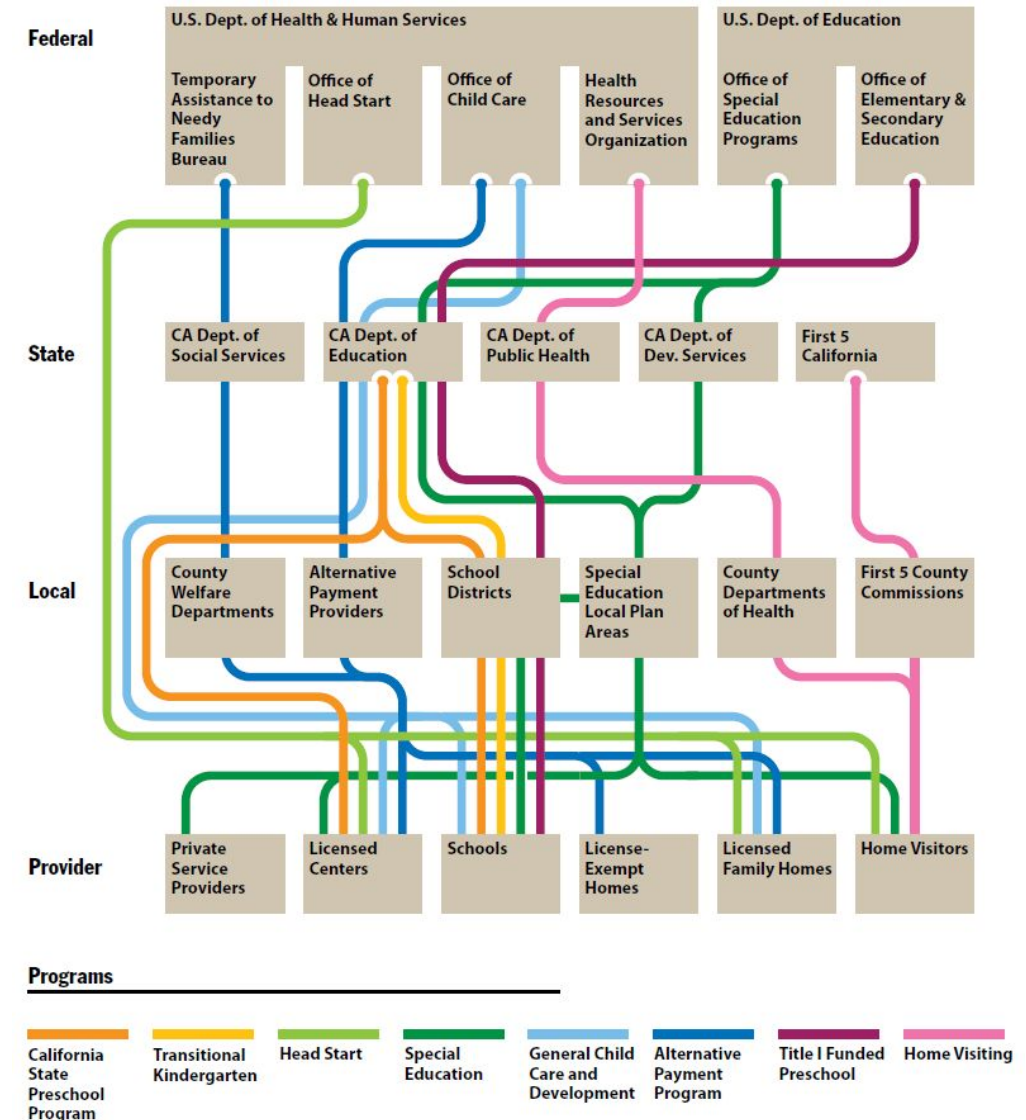 Federal
U.S. Dept. of Health & Human Services
U.S. Dept. of Education
Temporary
Assistance to
Needy
Families
Bureau
Office of
Head Start
Office of
Child Care
Health
Resources
and Services
Organization
Office of
Special
Education
Programs
Office of
Elementary &
Secondary
Education
State
CA Dept. of
Social Services
CA Dept. of
Education
CA Dept. of
Public Health
CA Dept. of
Dev. Services
First 5
California
Local
County
Welfare
Departments
Alternative
Payment
Providers
School
Districts
Special
Education
Local Plan
Areas
County
Departments
of Health
First 5 County
Commissions
Provider
Private
Service
Providers
Licensed
Centers
Schools
License-
Exempt
Homes
Licensed
Family Homes
Home Visitors
Programs
California
State
Preschool
Program
Transitional
Kindergarten
Head Start
Special
Education
General Child
Care and
Development
Alternative
Payment
Program
Title I Funded
Preschool
Home Visiting